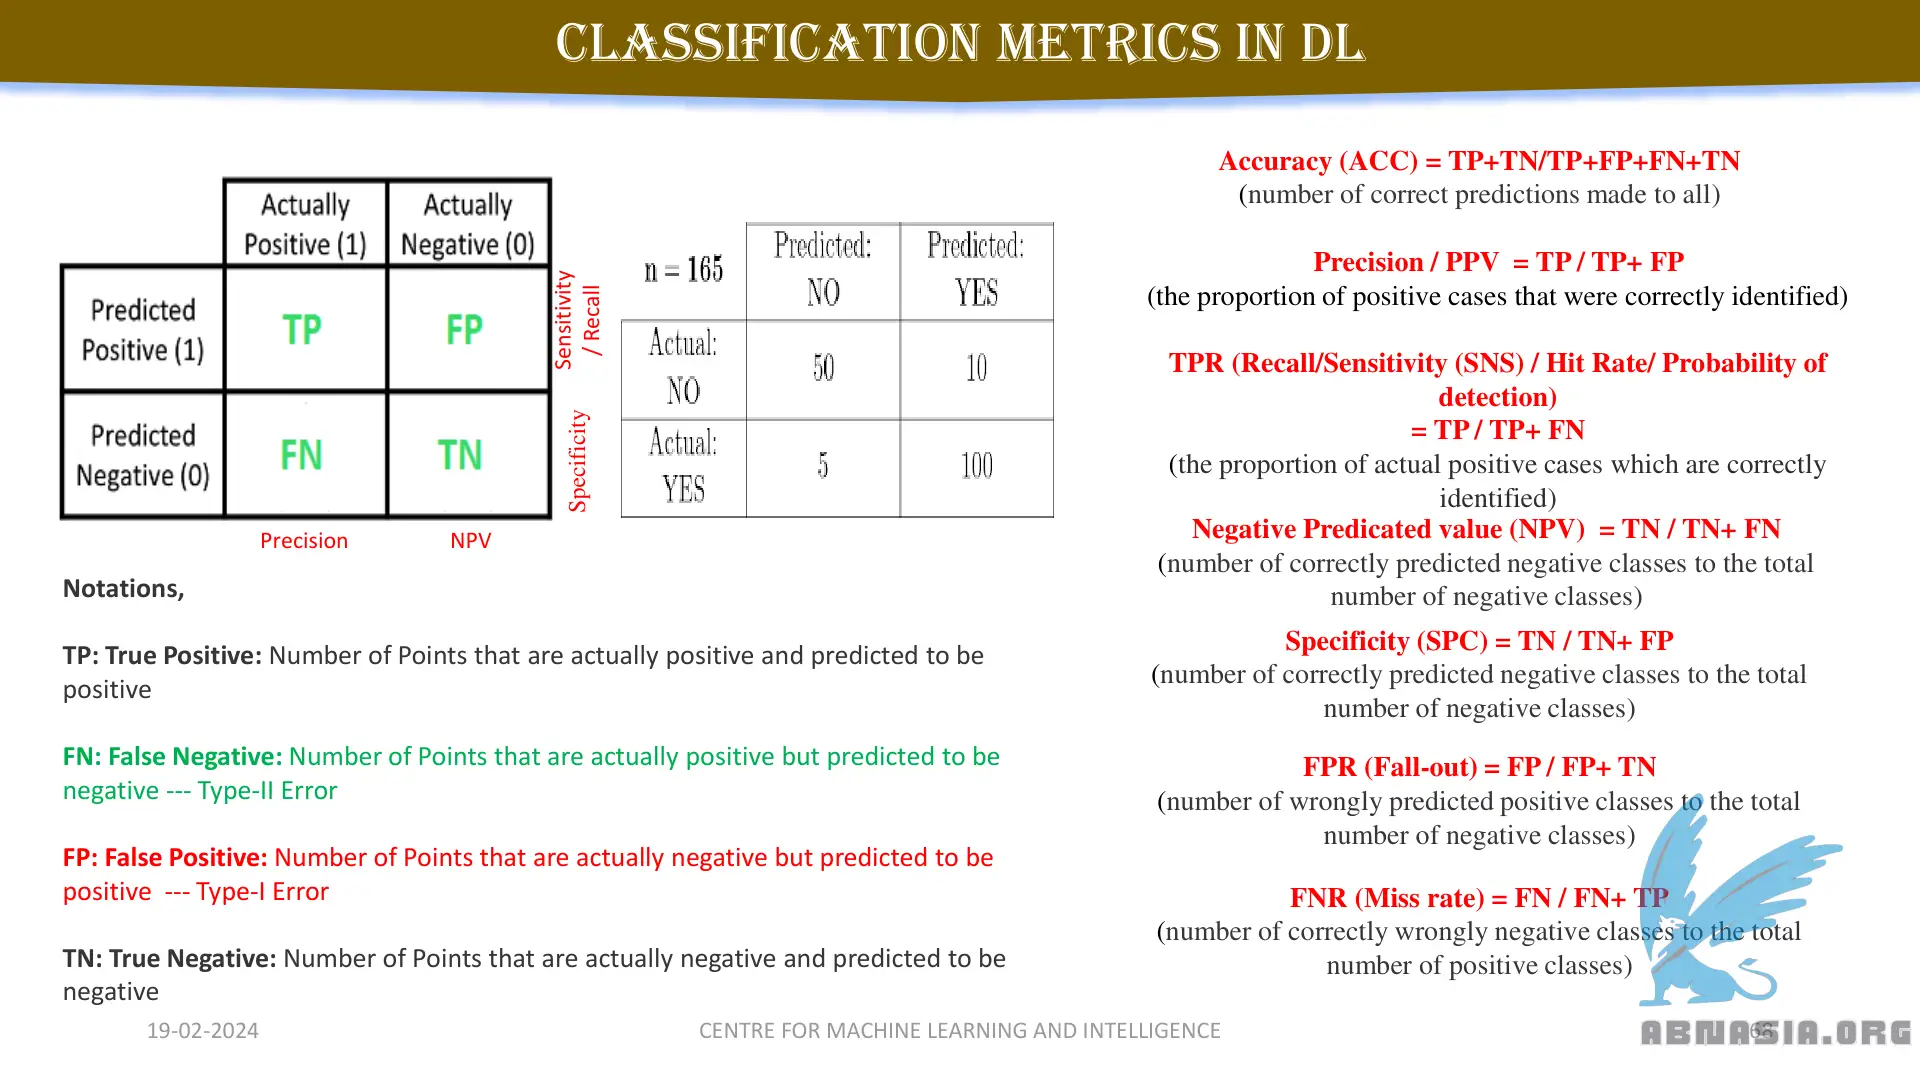 CLASSIFICATION METRICS IN DL
Actually
Positive (1)
Actually
Negative (0)
Predicted
Positive (1)
TP
FP
Predicted
Negative (0)
FN
TN
Sensitivity
/ Recall
Specificity
Precision
NPV
n = 165
Predicted:
NO
Predicted:
YES
Actual:
NO
50
10
Actual:
YES
5
100
Notations,
TP: True Positive: Number of Points that are actually positive and predicted to be
positive
FN: False Negative: Number of Points that are actually positive but predicted to be
negative --- Type-II Error
FP: False Positive: Number of Points that are actually negative but predicted to be
positive --- Type-I Error
TN: True Negative: Number of Points that are actually negative and predicted to be
negative
Accuracy (ACC) = TP+TN/TP+FP+FN+TN
(number of correct predictions made to all)
Precision / PPV = TP / TP+ FP
(the proportion of positive cases that were correctly identified)
TPR (Recall/Sensitivity (SNS) / Hit Rate/ Probability of
detection)
= TP / TP+ FN
(the proportion of actual positive cases which are correctly
identified)
Negative Predicated value (NPV) = TN / TN+ FN
(number of correctly predicted negative classes to the total
number of negative classes)
Specificity (SPC) = TN / TN+ FP
(number of correctly predicted negative classes to the total
number of negative classes)
FPR (Fall-out) = FP / FP+ TN
(number of wrongly predicted positive classes to the total
number of negative classes)
FNR (Miss rate) = FN / FN+ TP
(number of correctly wrongly negative classes to the total
number of positive classes)
19-02-2024
CENTRE FOR MACHINE LEARNING AND INTELLIGENCE
ABNASIA.ORG